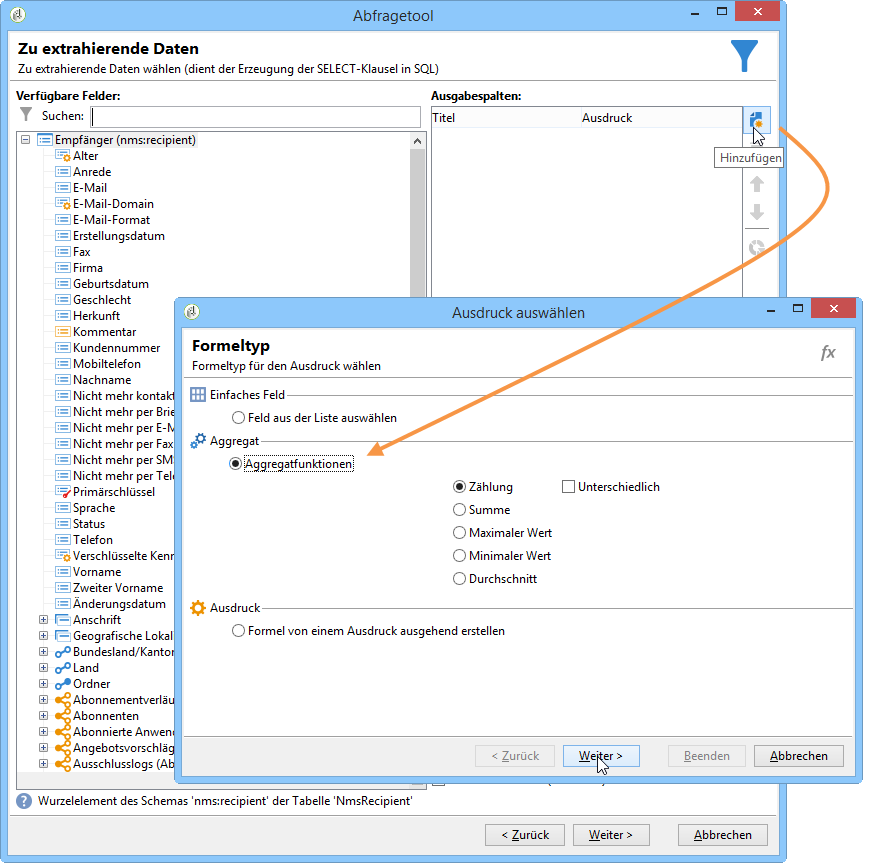 Abfragetool
Zu extrahierende Daten
Zu extrahierende Daten wählen (dient der Erzeugung der SELECT-Klausel in SQL)
Verfügbare Felder:
Suchen:
Empfänger (nms:recipient)
Alter
Anrede
E-Mail
E-Mail-Domain
E-Mail-Format
Erstellungsdatum
Fax
Firma
Geburtsdatum
Geschlecht
Herkunft
Kommentar
Kundennummer
Mobiltelefon
Nachname
Nicht mehr kontakt
Nicht mehr per Brie
Nicht mehr per E-M
Nicht mehr per Fax
Nicht mehr per SM
Nicht mehr per Tele
Primärschlüssel
Sprache
Status
Telefon
Verschlüsselte Kenn
Vorname
Zweiter Vorname
Änderungsdatum
Anschrift
Geografische Lokal
Bundesland/Kanton
Land
Ordner
Abonnementverläu
Abonnenten
Abonnierte Anwen
Angebotsvorschläg
Ausschlusslogs (Ab
Ausgabespalten:
Titel Ausdruck
Hinzufügen
Ausdruck auswählen
Formeltyp
Formeltyp für den Ausdruck wählen
fx
Einfaches Feld
Feld aus der Liste auswählen
Aggregat
Aggregatfunktionen
Zählung Unterschiedlich
Summe
Maximaler Wert
Minimaler Wert
Durchschnitt
Ausdruck
Formel von einem Ausdruck ausgehend erstellen
< Zurück Weiter > Beenden Abbrechen
Wurzelelement des Schemas 'nms:recipient' der Tabelle 'NmsRecipient'
< Zurück Weiter > Abbrechen